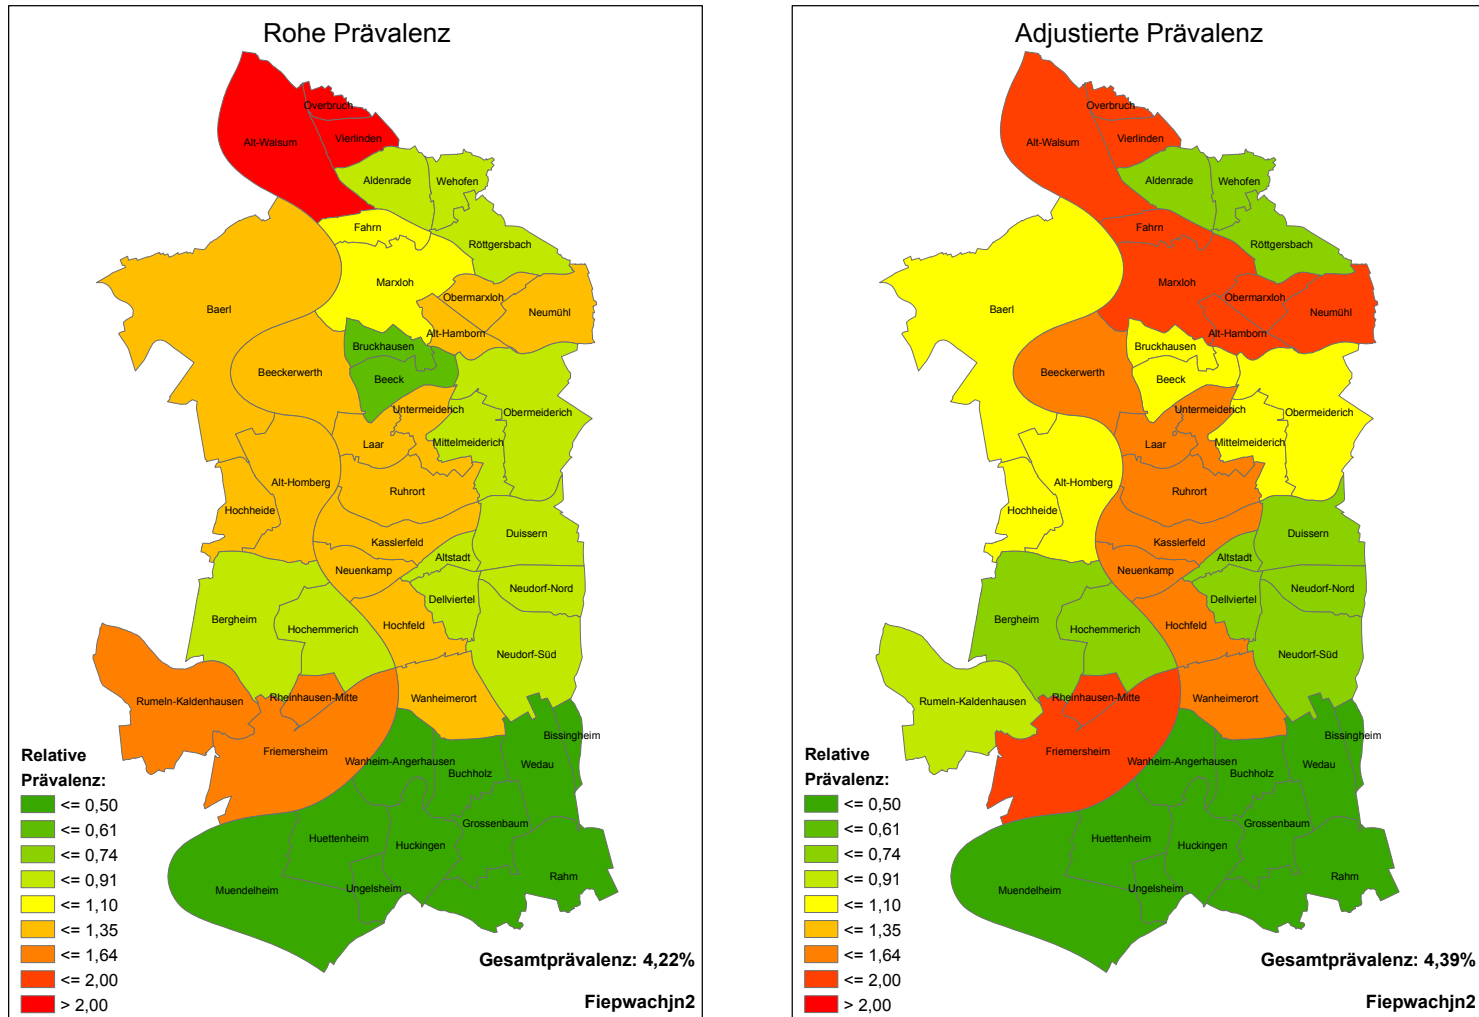 Rohe Prävalenz
Overbruch
Alt-Walsum
Vierlinden
Aldenrade
Wehofen
Fahrn
Röttgersbach
Marxloh
Obermarxloh
Baerl
Neumühl
Alt-Hamborn
Bruckhausen
Beeckerwerth
Beeck
Untermeiderich
Obermeiderich
Laar
Mittelmeiderich
Alt-Homberg
Ruhrort
Hochheide
Duissern
Kasslerfeld
Altstadt
Neuenkamp
Neudorf-Nord
Dellviertel
Bergheim
Hochemmerich
Hochfeld
Neudorf-Süd
Rheinhausen-Mitte
Rumeln-Kaldenhausen
Wanheimerort
Bissingheim
Friemersheim
Wanheim-Angerhausen
Wedau
Buchholz
Grossenbaum
Huettenheim
Huckingen
Rahm
Muendelheim
Ungelsheim
Relative
Prävalenz:
<= 0,50
<= 0,61
<= 0,74
<= 0,91
<= 1,10
<= 1,35
<= 1,64
<= 2,00
> 2,00
Gesamtprävalenz: 4,22%
Fiepwachjn2
Adjustierte Prävalenz
Overbruch
Alt-Walsum
Vierlinden
Aldenrade
Wehofen
Fahrn
Röttgersbach
Marxloh
Obermarxloh
Baerl
Neumühl
Alt-Hamborn
Bruckhausen
Beeckerwerth
Beeck
Untermeiderich
Obermeiderich
Laar
Mittelmeiderich
Alt-Homberg
Ruhrort
Hochheide
Duissern
Kasslerfeld
Altstadt
Neuenkamp
Neudorf-Nord
Dellviertel
Bergheim
Hochemmerich
Hochfeld
Neudorf-Süd
Rheinhausen-Mitte
Rumeln-Kaldenhausen
Wanheimerort
Bissingheim
Friemersheim
Wanheim-Angerhausen
Wedau
Buchholz
Grossenbaum
Huettenheim
Huckingen
Rahm
Muendelheim
Ungelsheim
Relative
Prävalenz:
<= 0,50
<= 0,61
<= 0,74
<= 0,91
<= 1,10
<= 1,35
<= 1,64
<= 2,00
> 2,00
Gesamtprävalenz: 4,39%
Fiepwachjn2